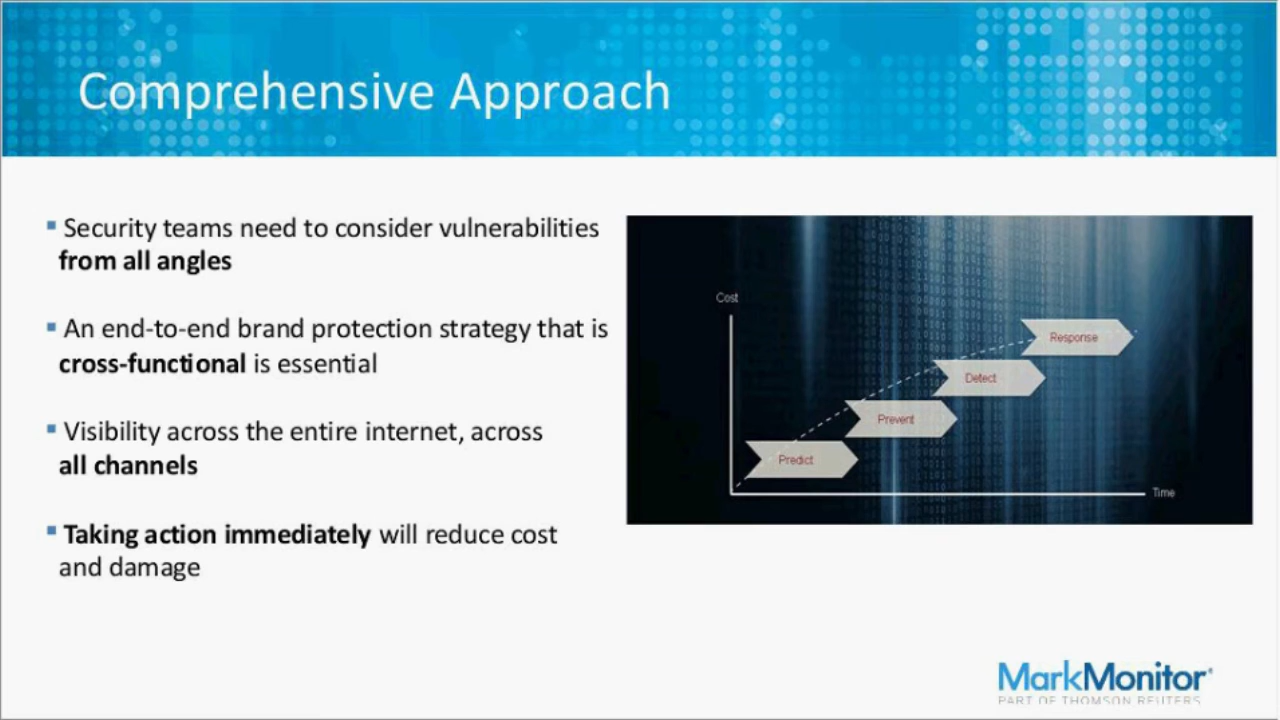 Comprehensive Approach
▪ Security teams need to consider vulnerabilities
from all angles
▪ An end-to-end brand protection strategy that is
cross-functional is essential
▪ Visibility across the entire internet, across
all channels
▪ Taking action immediately will reduce cost
and damage
Cost
Response
Detect
Prevent
Predict
Time
MarkMonitor
PART OF THOMSON REUTERS